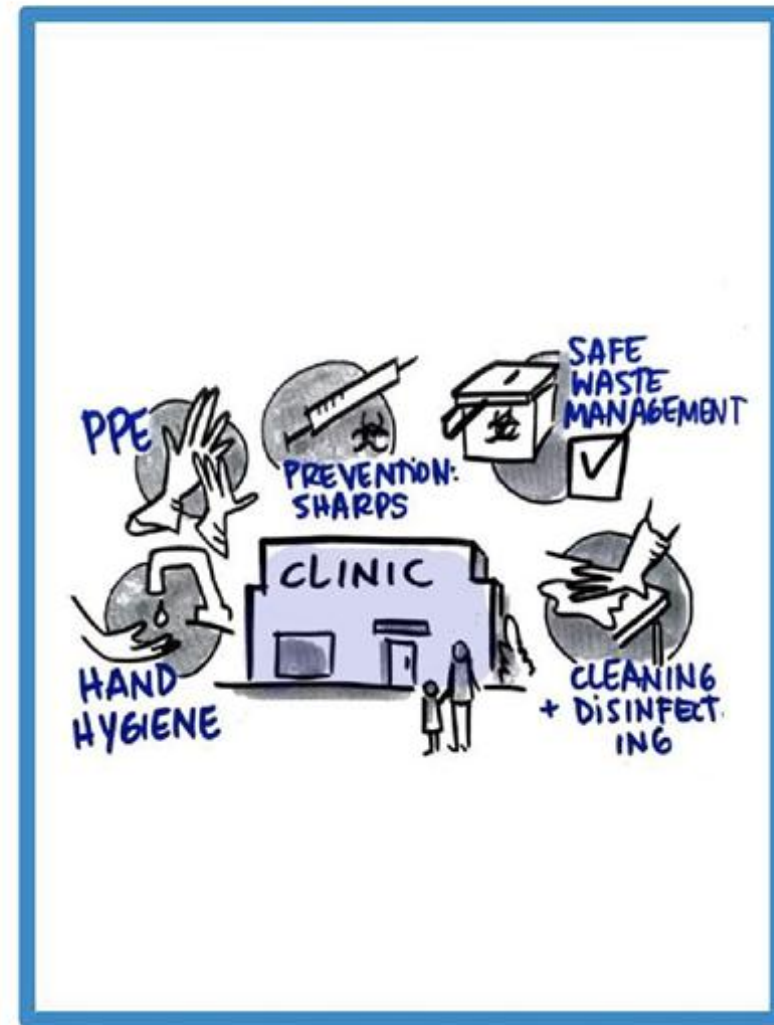 PPE
PREVENTION:
SHARPS
SAFE
WASTE
MANAGEMENT
HAND
HYGIENE
CLINIC
CLEANING
+ DISINFECT
ING